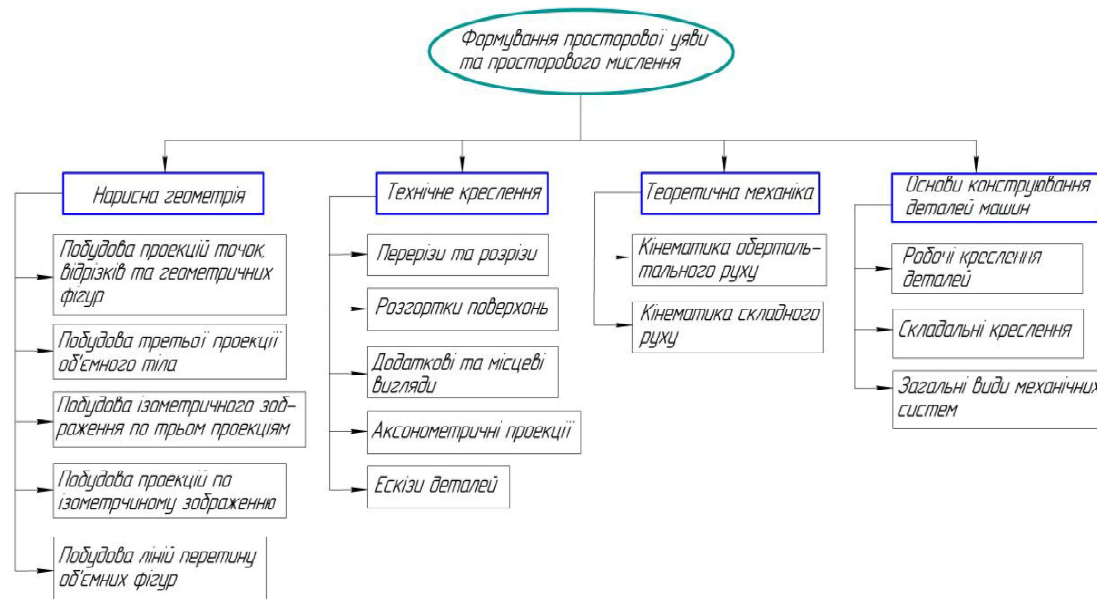 Формування просторової уяви
та просторового мислення
Нарисна геометрія
Побудова проекцій точок,
відрізків та геометричних
фігур
Побудова третьої проекції
об'ємного тіла
Побудова ізометричного зоб-
раження по трьом проекціям
Побудова проекцій по
ізометрчиному зображенню
Побудова ліній перетину
об'ємних фігур
Технічне креслення
Перерізи та розрізи
Розгортки поверхонь
Додаткові та місцеві
вигляди
Аксонометричні проекції
Ескізи деталей
Теоретична механіка
Кінематика оберталь-
тального руху
Кінематика складного
руху
Основи конструювання
деталей машин
Робочі креслення
деталей
Складальні креслення
Загальні види механічних
систем